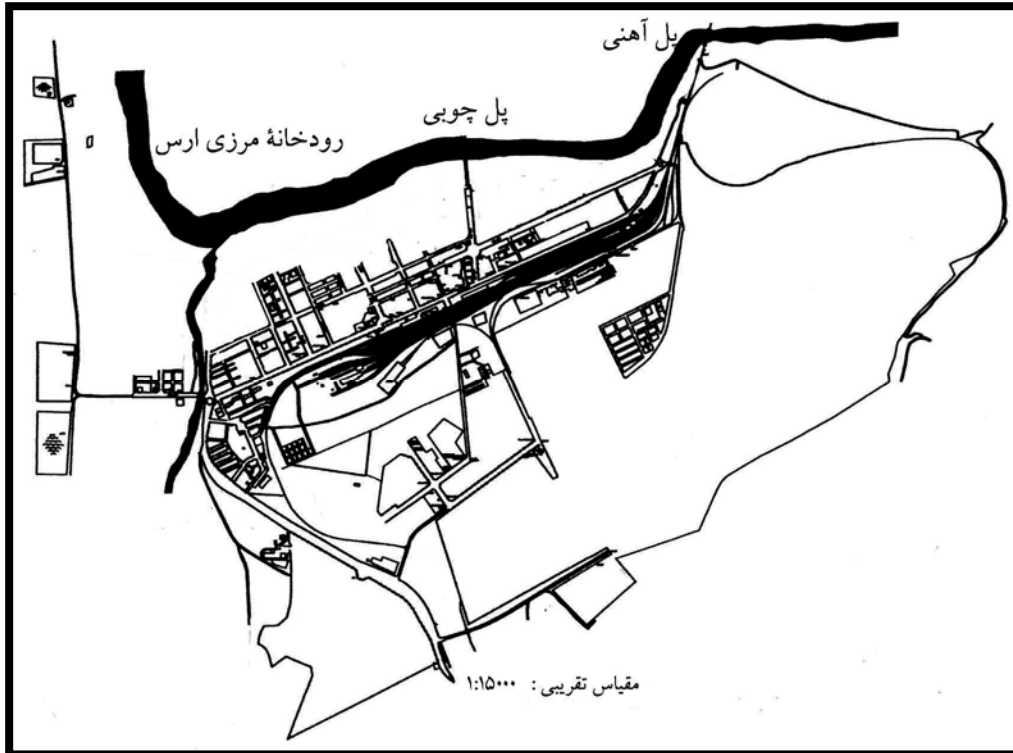 پل آهنی
پل چوبی
رودخانهٔ مرزی ارس
مقیاس تقریبی : ۱:۱۵۰۰۰